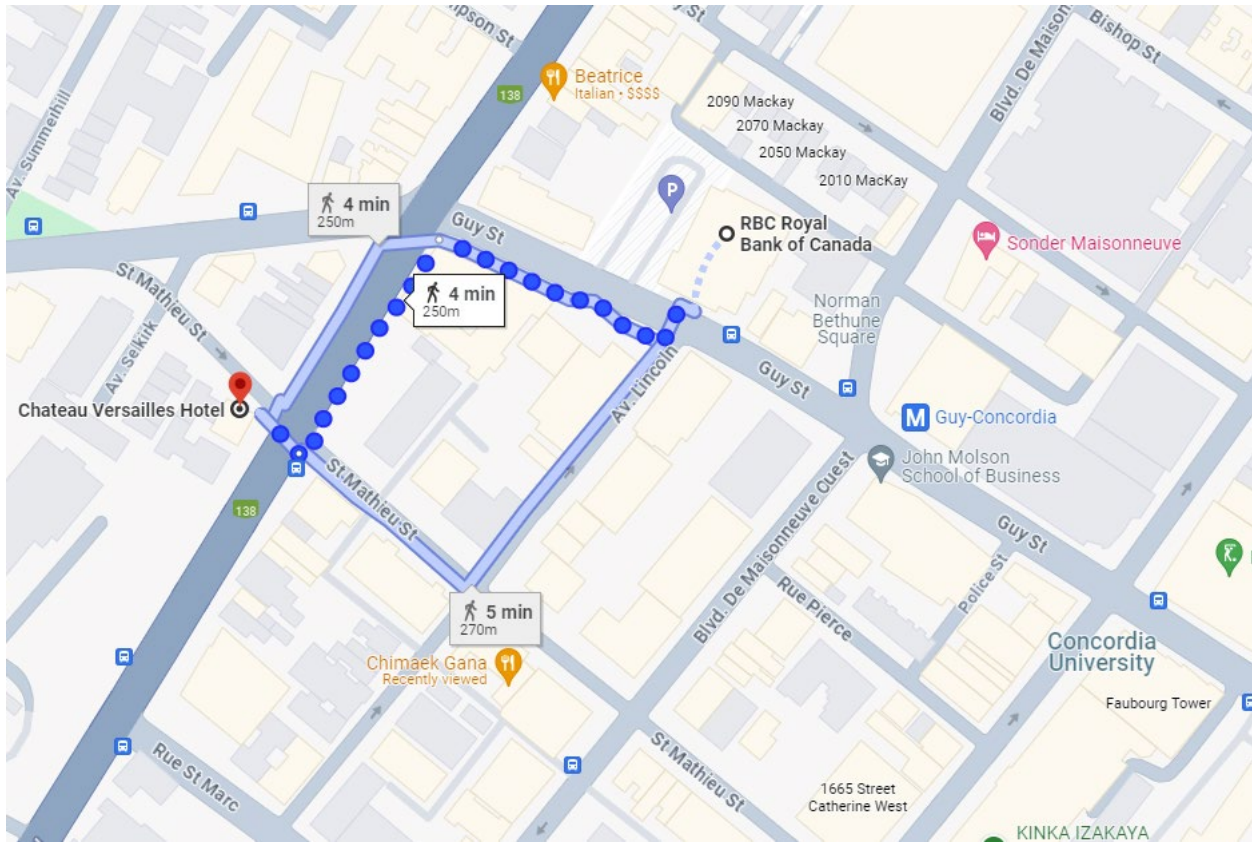 St
Bishop St
Blvd. De Maison
Beatrice
Italian • $$$$
138
2090 Mackay
2070 Mackay
2050 Mackay
2010 MacKay
Av. Summerhill
4 min
250m
Guy St
P
RBC Royal
Bank of Canada
Sonder Maisonneuve
St Mathieu St
4 min
250m
Norman
Bethune
Square
Av. Selkirk
Av. Lincoln
Guy St
Chateau Versailles Hotel
M
Guy-Concordia
John Molson
School of Business
St Mathieu St
138
Blvd. De Maisonneuve Ouest
Guy St
5 min
270m
Rue Pierce
Police St
Chimaek Gana
Recently viewed
Concordia
University
Faubourg Tower
Rue St Marc
St Mathieu St
1665 Street
Catherine West
KINKA IZAKAYA